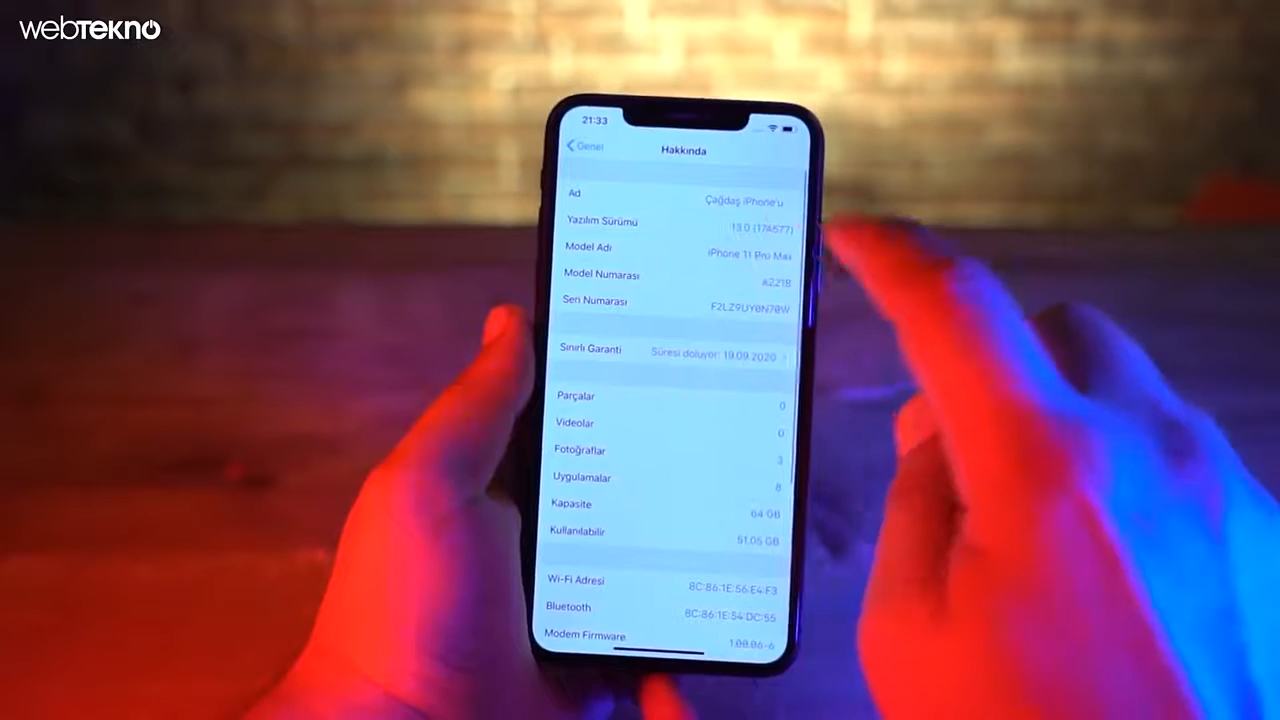 webTEKNO
21:33
Genel
Hakkında
Ad Çağdaş iPhone'u
Yazılım Sürümü 13.0 (17A577)
Model Adı iPhone 11 Pro Max
Model Numarası A2218
Seri Numarası F2LZ9UY0N70W
Sınırlı Garanti Süresi doluyor: 19.09.2020
Parçalar 0
Videolar 0
Fotoğraflar 3
Uygulamalar 8
Kapasite 64 GB
Kullanılabilir 51,05 GB
Wi-Fi Adresi 8C:86:1E:56:E4:F3
Bluetooth 8C:86:1E:54:DC:55
Modem Firmware 1.00.06-6